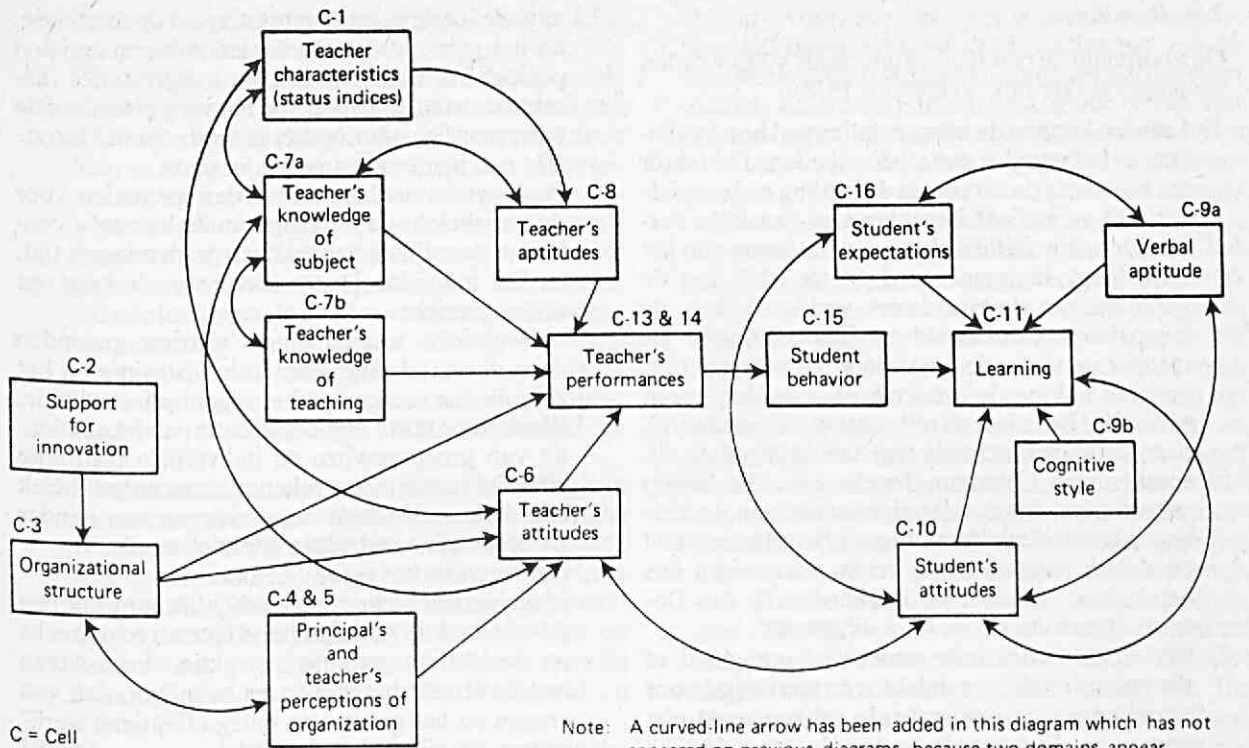 C-1
Teacher
characteristics
(status indices)
C-7a
Teacher's
knowledge
of
subject
C-8
Teacher's
aptitudes
C-16
Student's
expectations
C-9a
Verbal
aptitude
C-7b
Teacher's
knowledge
of
teaching
C-13 & 14
Teacher's
performances
C-15
Student
behavior
C-11
Learning
C-2
Support
for
innovation
C-9b
Cognitive
style
C-6
Teacher's
attitudes
C-3
Organizational
structure
C-10
Student's
attitudes
C-4 & 5
Principal's
and
teacher's
perceptions of
organization
C = Cell
Note: A curved-line arrow has been added in this diagram which has not